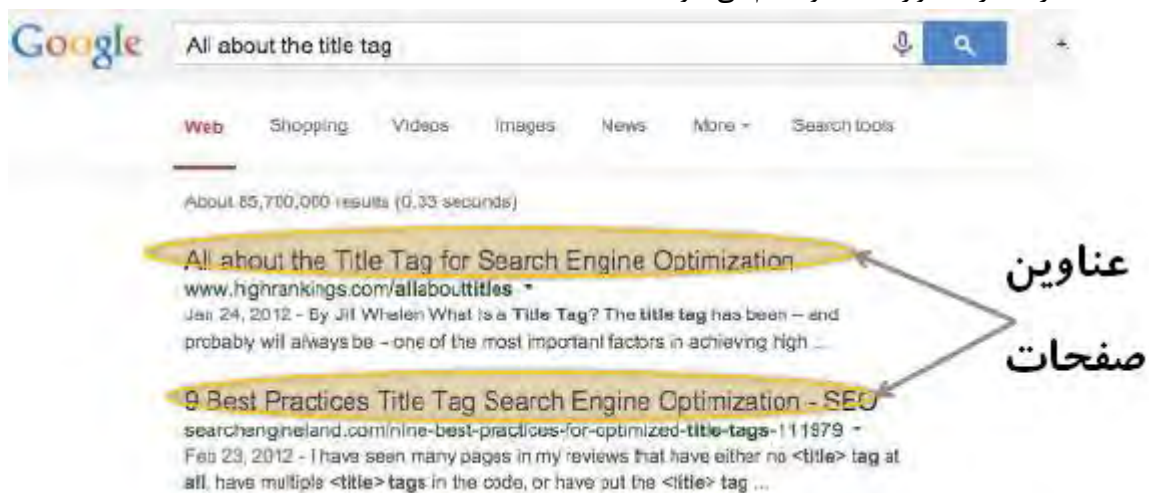 Google
All about the title tag
Web Shopping Videos Images News More Search tools
About 85,700,000 results (0.33 seconds)
All about the Title Tag for Search Engine Optimization
www.highrankings.com/allabouttitles
Jan 24, 2012 - By Jill Whalen What is a Title Tag? The title tag has been – and
probably will always be – one of the most important factors in achieving high ...
9 Best Practices Title Tag Search Engine Optimization - SEO
searchengineland.com/nine-best-practices-for-optimized-title-tags-111979
Feb 23, 2012 - I have seen many pages in my reviews that have either no <title> tag at
all, have multiple <title> tags in the code, or have put the <title> tag ...
عناوین
صفحات